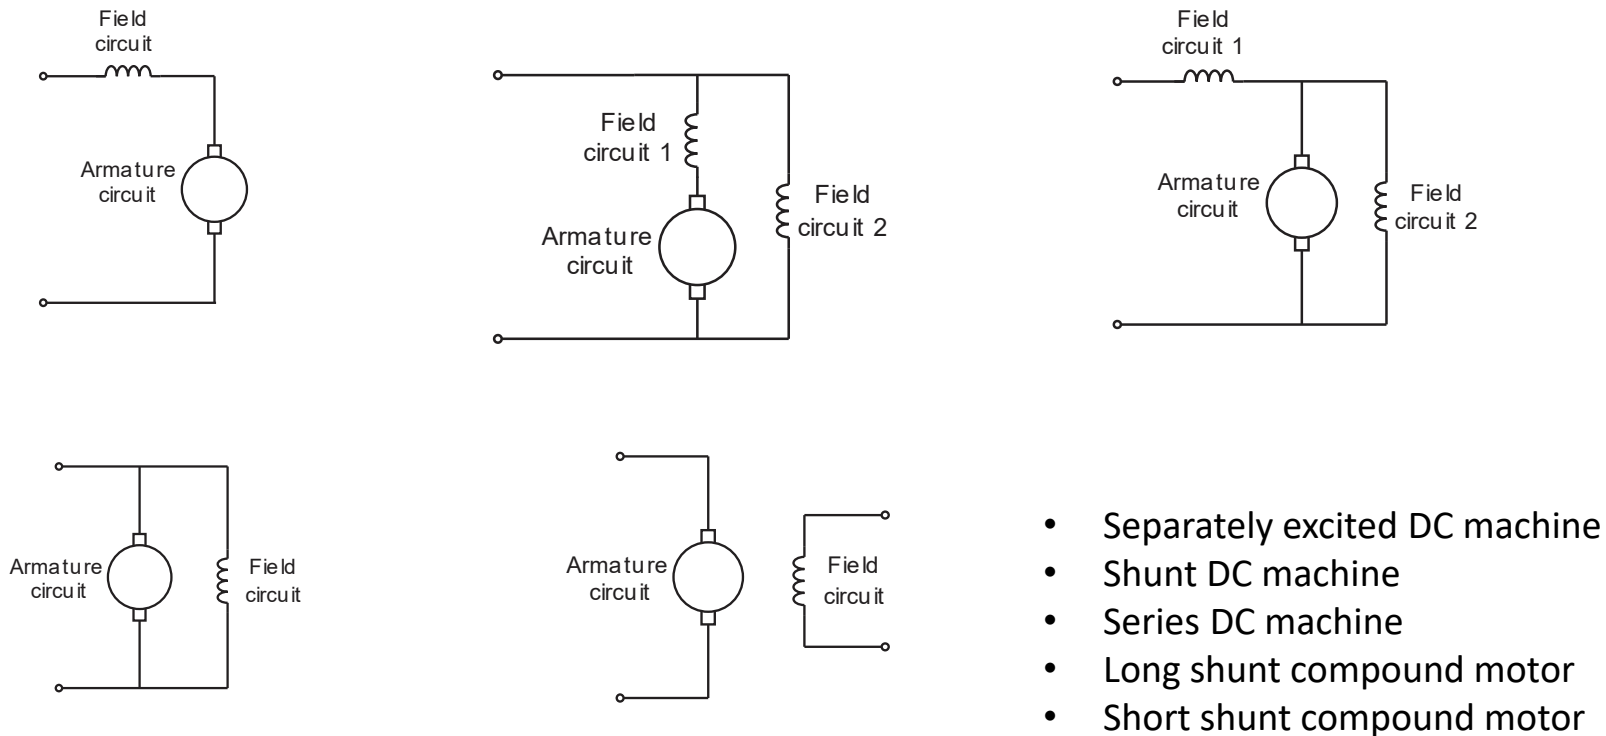 Field
circuit
Armature
circuit
Field
circuit 1
Armature
circuit
Field
circuit 2
Field
circuit 1
Armature
circuit
Field
circuit 2
Armature
circuit
Field
circuit
Armature
circuit
Field
circuit
• Separately excited DC machine
• Shunt DC machine
• Series DC machine
• Long shunt compound motor
• Short shunt compound motor